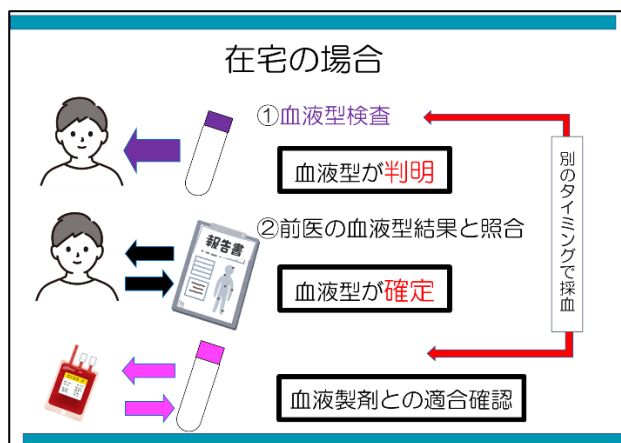 在宅の場合
①血液型検査
血液型が判明
②前医の血液型結果と照合
報告書
血液型が確定
別のタイミングで採血
血液製剤との適合確認